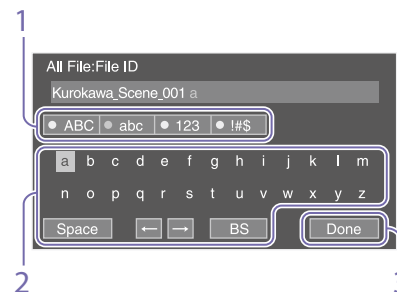 1
All File:File ID
Kurokawa_Scene_001 a
ABC abc 123 !#$
a b c d e f g h i j k l m
n o p q r s t u v w x y z
Space ← → BS Done
2